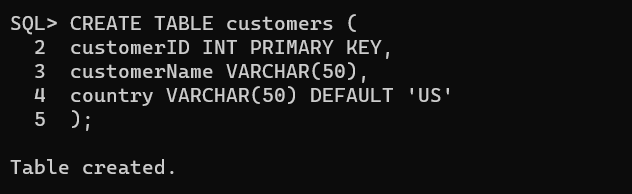 SQL> CREATE TABLE customers (
  2  customerID INT PRIMARY KEY,
  3  customerName VARCHAR(50),
  4  country VARCHAR(50) DEFAULT 'US'
  5  );
Table created.